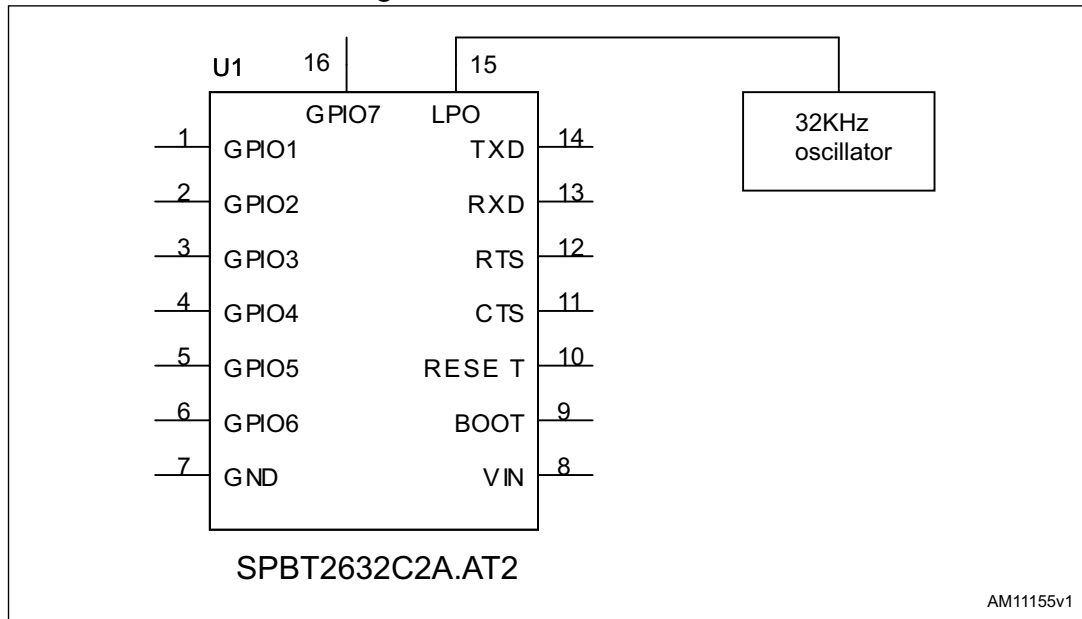 U1
16
15
GPIO7
LPO
1
GPIO1
TXD
14
2
GPIO2
RXD
13
3
GPIO3
RTS
12
4
GPIO4
CTS
11
5
GPIO5
RESE T
10
6
GPIO6
BOOT
9
7
GND
VIN
8
32KHz
oscillator
SPBT2632C2A.AT2
AM11155v1